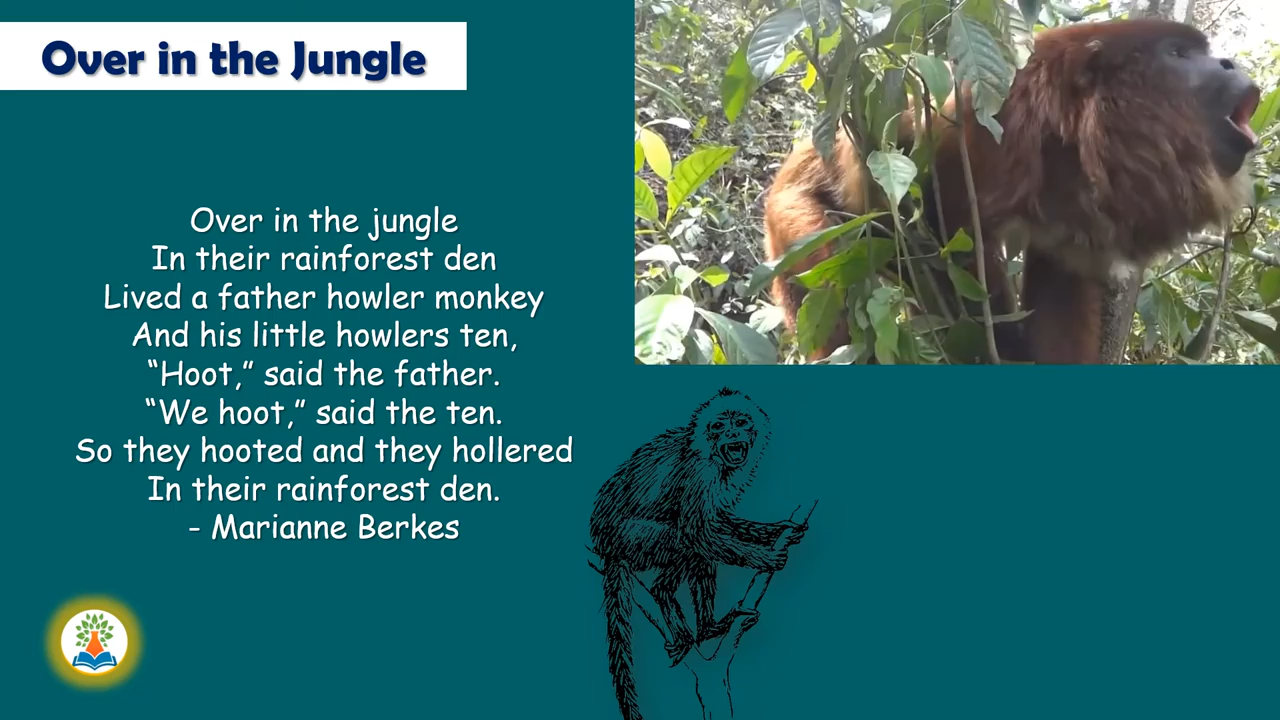 Over in the Jungle
Over in the jungle
In their rainforest den
Lived a father howler monkey
And his little howlers ten,
“Hoot,” said the father.
“We hoot,” said the ten.
So they hooted and they hollered
In their rainforest den.
- Marianne Berkes